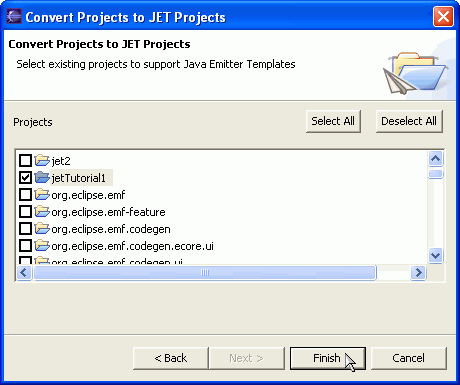 Convert Projects to JET Projects
Convert Projects to JET Projects
Select existing projects to support Java Emitter Templates
Projects
Select All
Deselect All
jet2
jetTutorial1
org.eclipse.emf
org.eclipse.emf-feature
org.eclipse.emf.codegen
org.eclipse.emf.codegen.ecore.ui
org.eclipse.emf.codegen.ui
< Back
Next >
Finish
Cancel